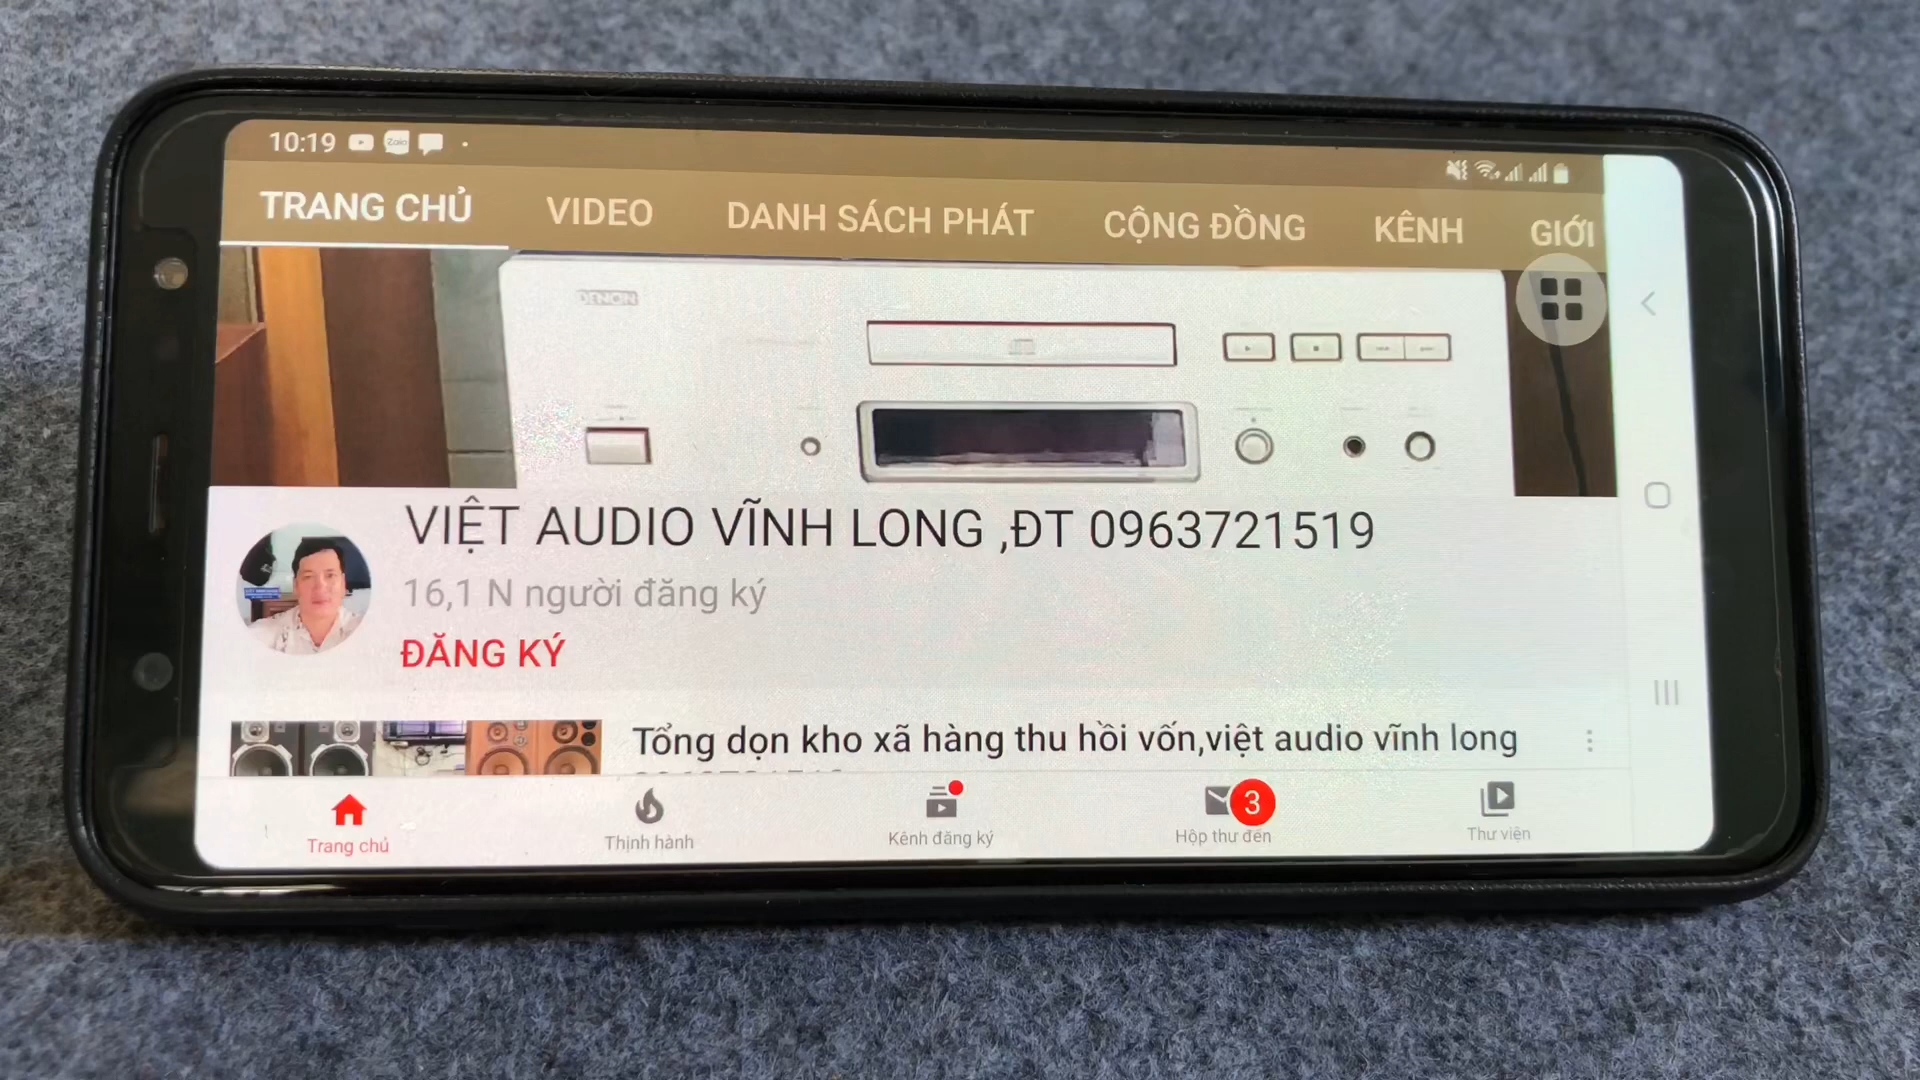 10:19 Zalo
TRANG CHỦ VIDEO DANH SÁCH PHÁT CỘNG ĐỒNG KÊNH GIỚI
DENON
VIỆT AUDIO VĨNH LONG ,ĐT 0963721519
16,1 N người đăng ký
ĐĂNG KÝ
Tổng dọn kho xã hàng thu hồi vốn,việt audio vĩnh long
Trang chủ Thịnh hành Kênh đăng ký 3 Hộp thư đến Thư viện